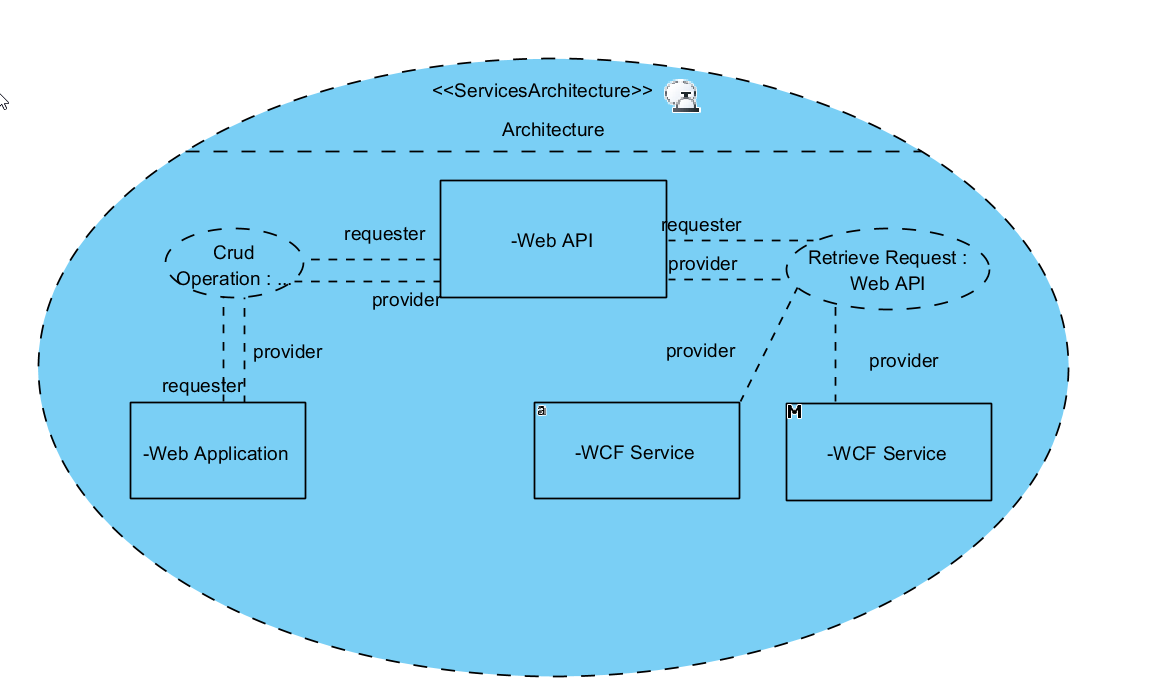 <<ServicesArchitecture>>
Architecture
-Web API
requester
provider
Crud
Operation : ...
requester
provider
Retrieve Request :
Web API
provider
requester
-Web Application
provider
provider
a
-WCF Service
M
-WCF Service